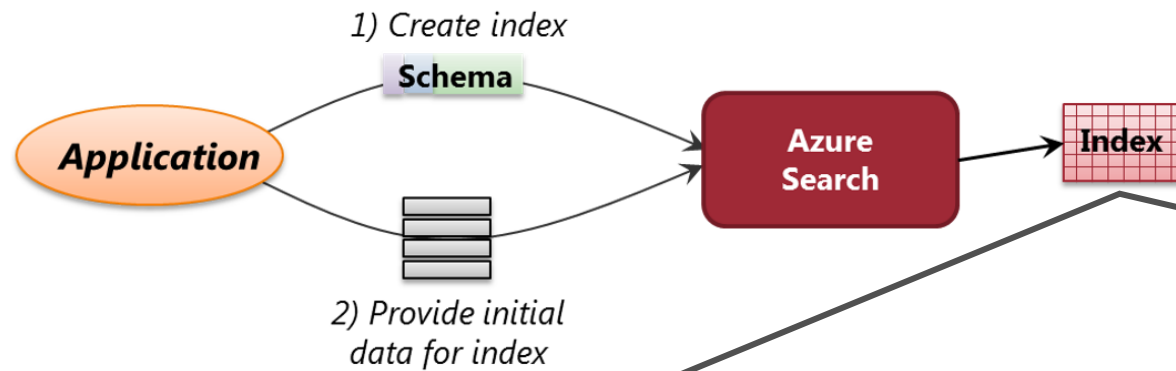 1) Create index
Schema
Application
Azure
Search
Index
2) Provide initial
data for index